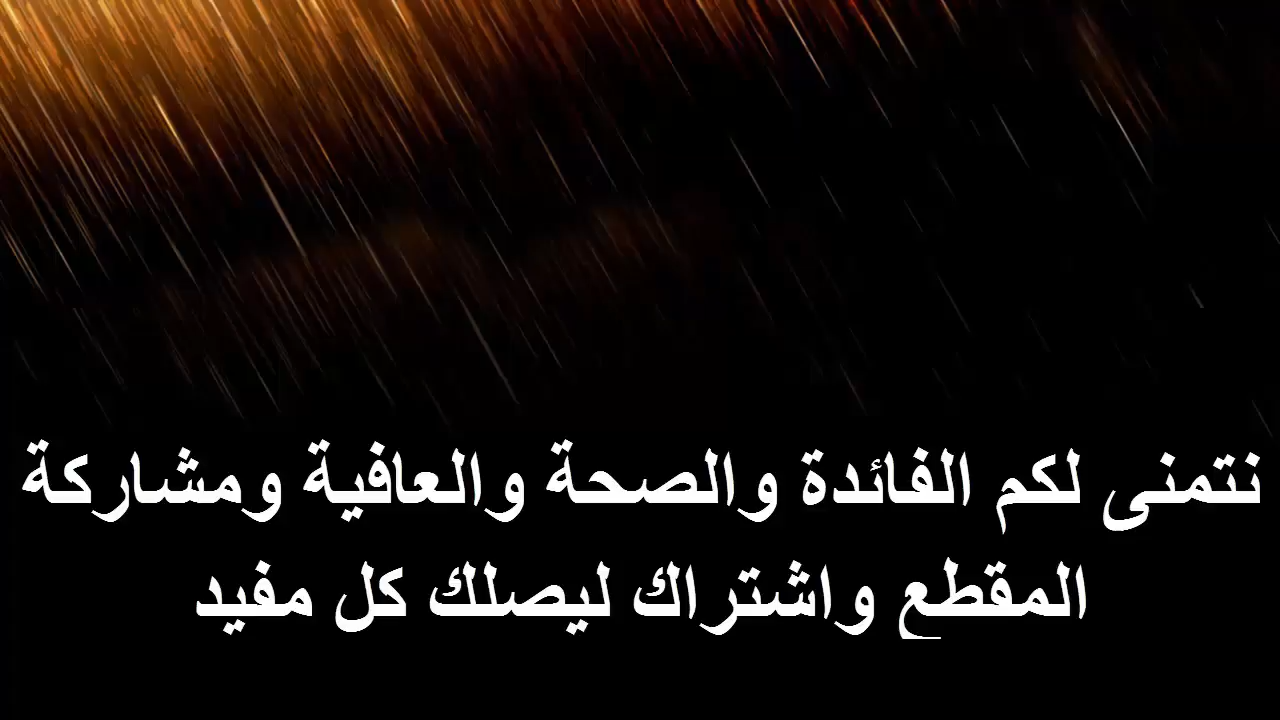 نتمنى لكم الفائدة والصحة والعافية ومشاركة
المقطع واشتراك ليصلك كل مفيد